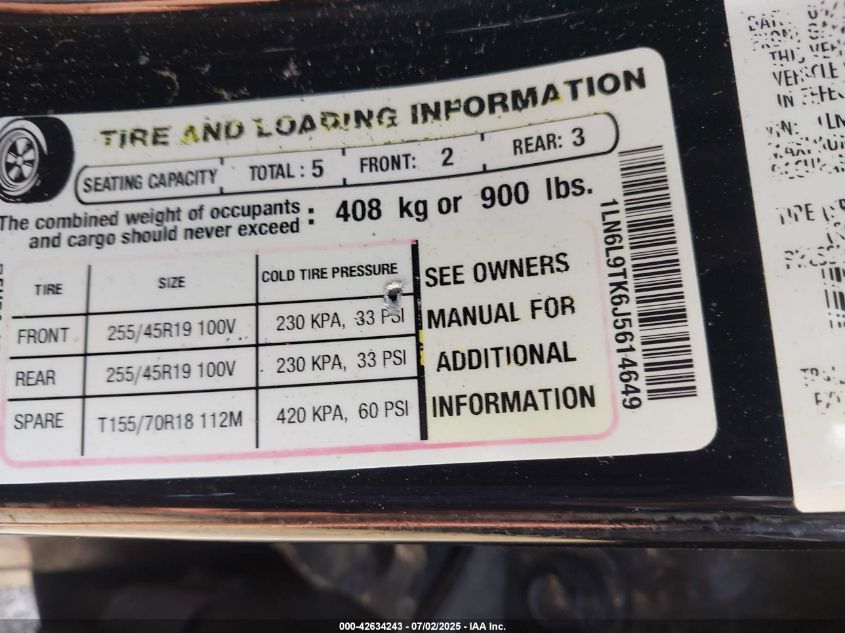 TIRE AND LOADING INFORMATION
SEATING CAPACITY TOTAL : 5 FRONT: 2 REAR: 3
The combined weight of occupants
and cargo should never exceed : 408 kg or 900 lbs.
TIRE SIZE COLD TIRE PRESSURE
FRONT 255/45R19 100V 230 KPA, 33 PSI
REAR 255/45R19 100V 230 KPA, 33 PSI
SPARE T155/70R18 112M 420 KPA, 60 PSI
SEE OWNERS
MANUAL FOR
ADDITIONAL
INFORMATION
1LN6L9TK6J5614649
VEHICLE
000-42634243 / 07/02/2025 - IAA Inc.